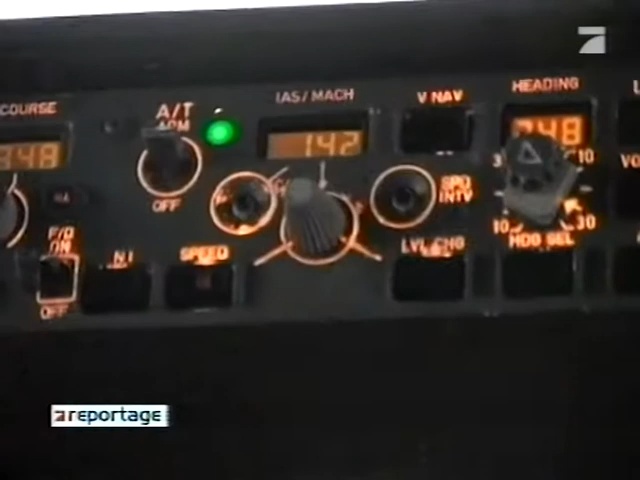 7
COURSE
A/T
ARM
IAS/MACH
V NAV
HEADING
348
142
348
10
OFF
SPD
INTV
F/D
ON
10
30
N1
SPEED
LVL CHG
HDG SEL
OFF
reportage